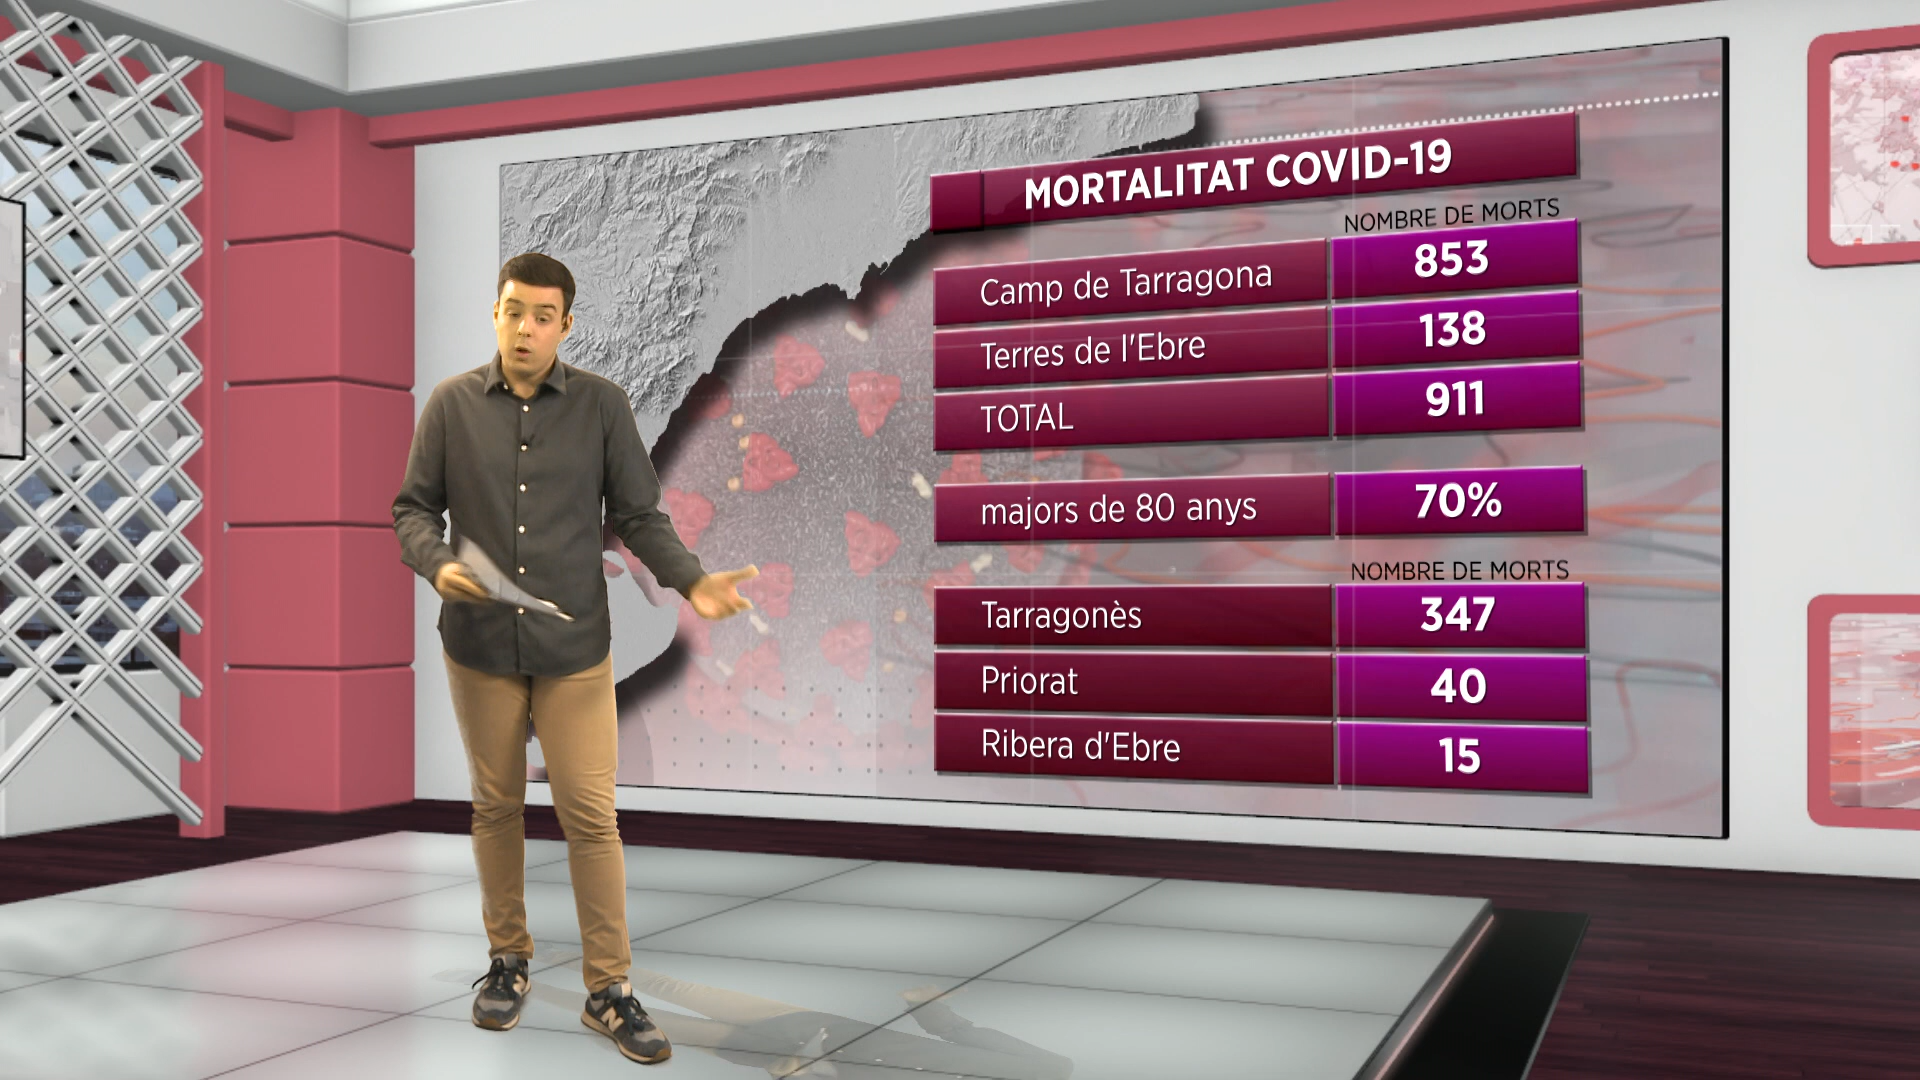 MORTALITAT COVID-19
NOMBRE DE MORTS
Camp de Tarragona 853
Terres de l'Ebre 138
TOTAL 911
majors de 80 anys 70%
NOMBRE DE MORTS
Tarragonès 347
Priorat 40
Ribera d'Ebre 15
N